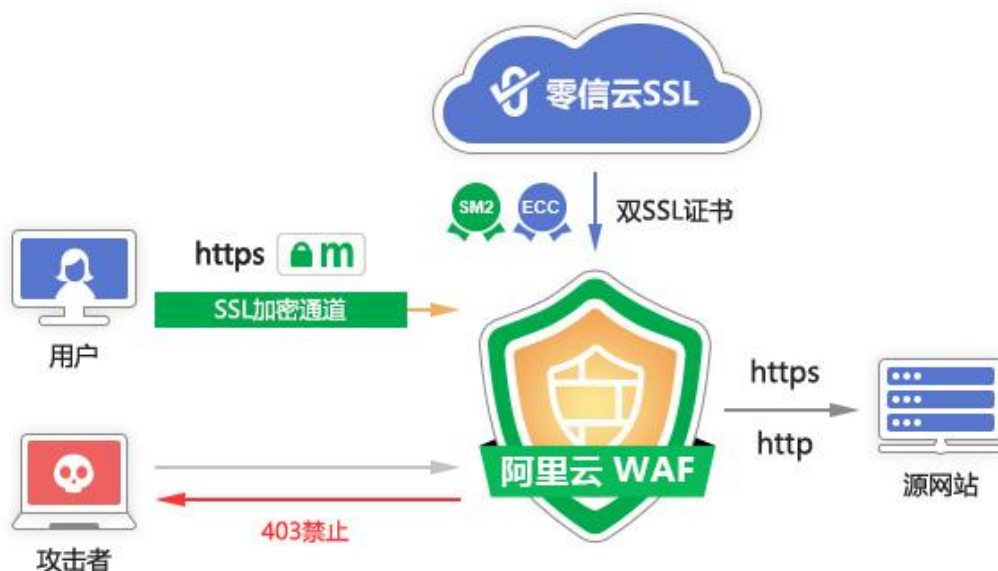 零信云SSL
SM2
ECC
双SSL证书
https m
SSL加密通道
用户
https
http
阿里云 WAF
源网站
403禁止
攻击者